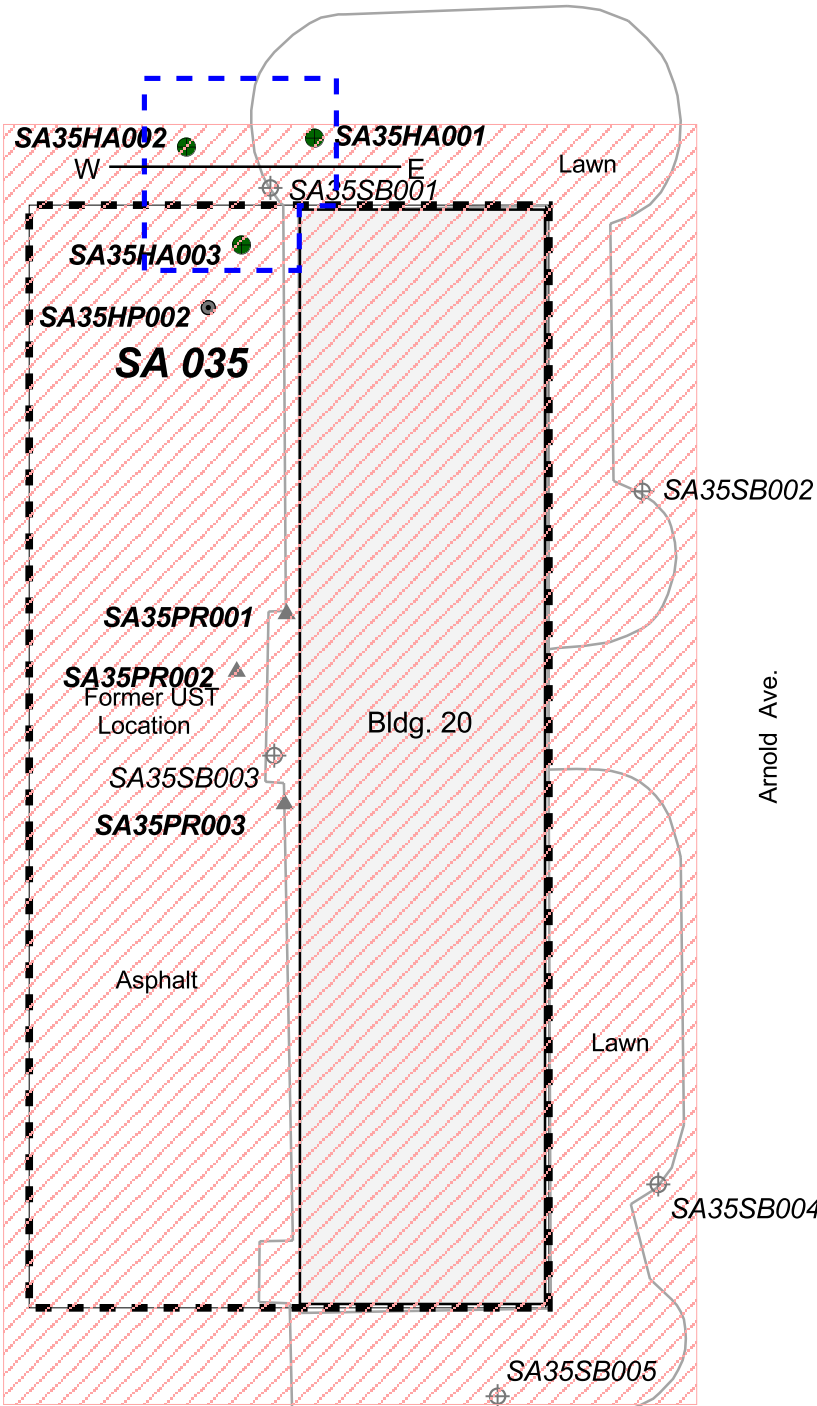 SA35HA002
SA35HA001
W
E
Lawn
SA35SB001
SA35HA003
SA35HP002
SA 035
SA35SB002
SA35PR001
SA35PR002
Former UST
Location
Bldg. 20
Arnold Ave.
SA35SB003
SA35PR003
Asphalt
Lawn
SA35SB004
SA35SB005